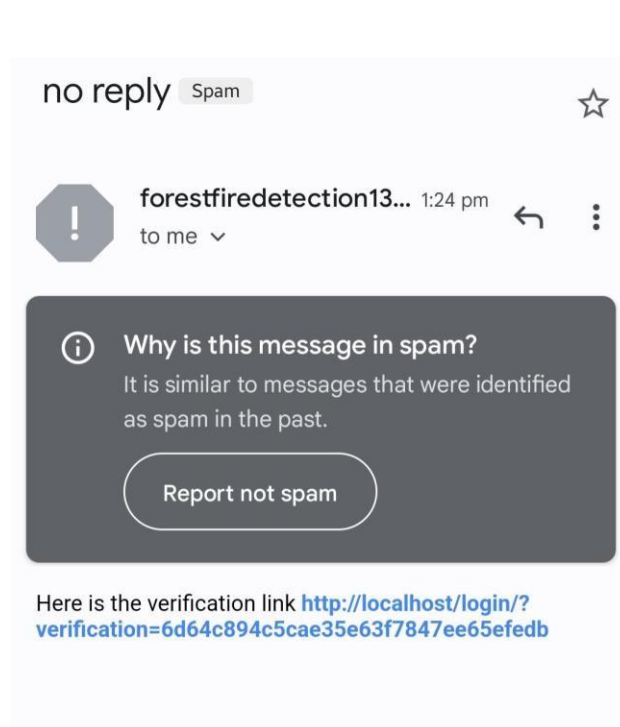 no reply Spam
forestfiredetection13... 1:24 pm
to me
Why is this message in spam?
It is similar to messages that were identified
as spam in the past.
Report not spam
Here is the verification link http://localhost/login/?
verification=6d64c894c5cae35e63f7847ee65efedb